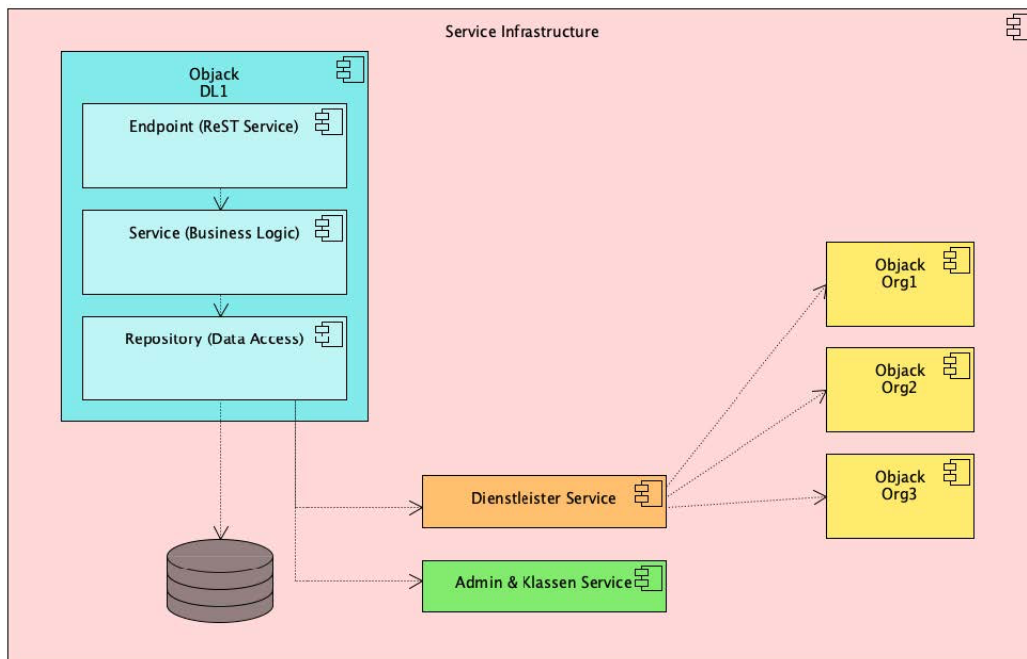 Service Infrastructure
Objack
DL1
Endpoint (ReST Service)
Service (Business Logic)
Repository (Data Access)
Objack
Org1
Objack
Org2
Objack
Org3
Dienstleister Service
Admin & Klassen Service